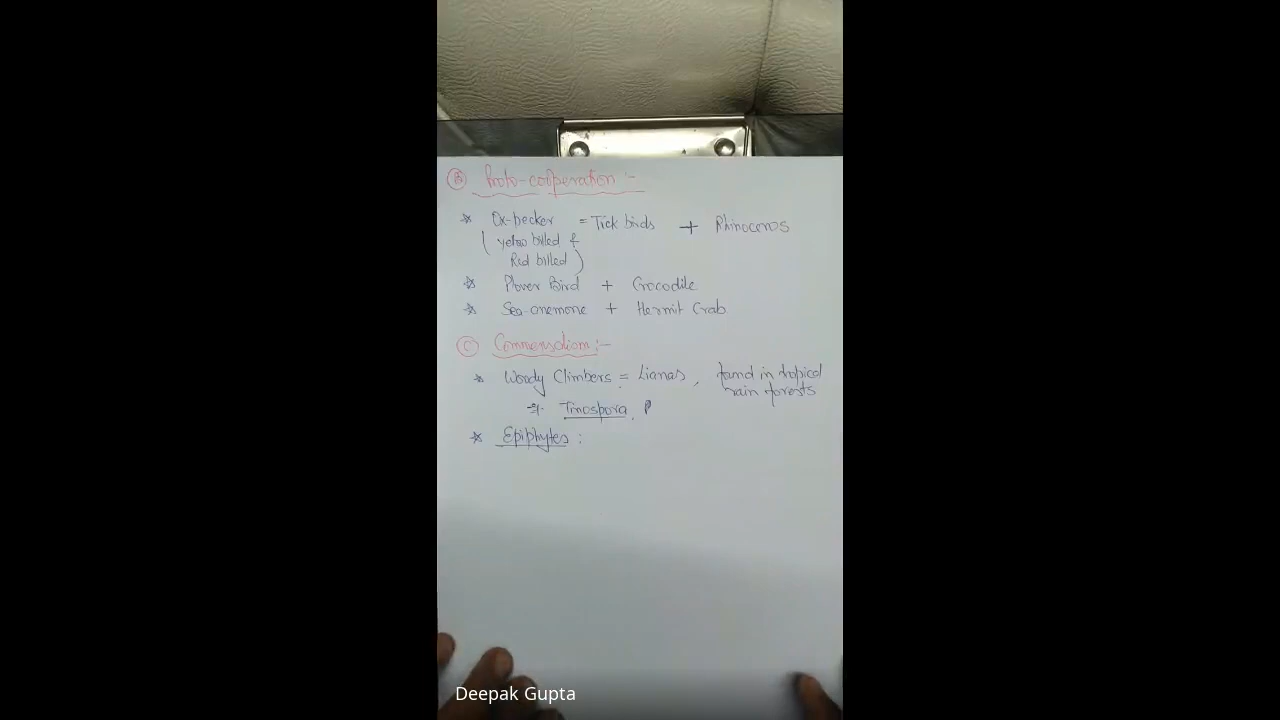 B Proto-cooperation :-
* Ox-pecker = Tick birds + Rhinoceros
( yellow billed &
Red billed )
* Plover Bird + Crocodile
* Sea-anemone + Hermit Crab
C Commensalism :-
* Woody Climbers = Lianas, found in tropical
rain forests
eg. Tinospora, P
* Epiphytes :
Deepak Gupta